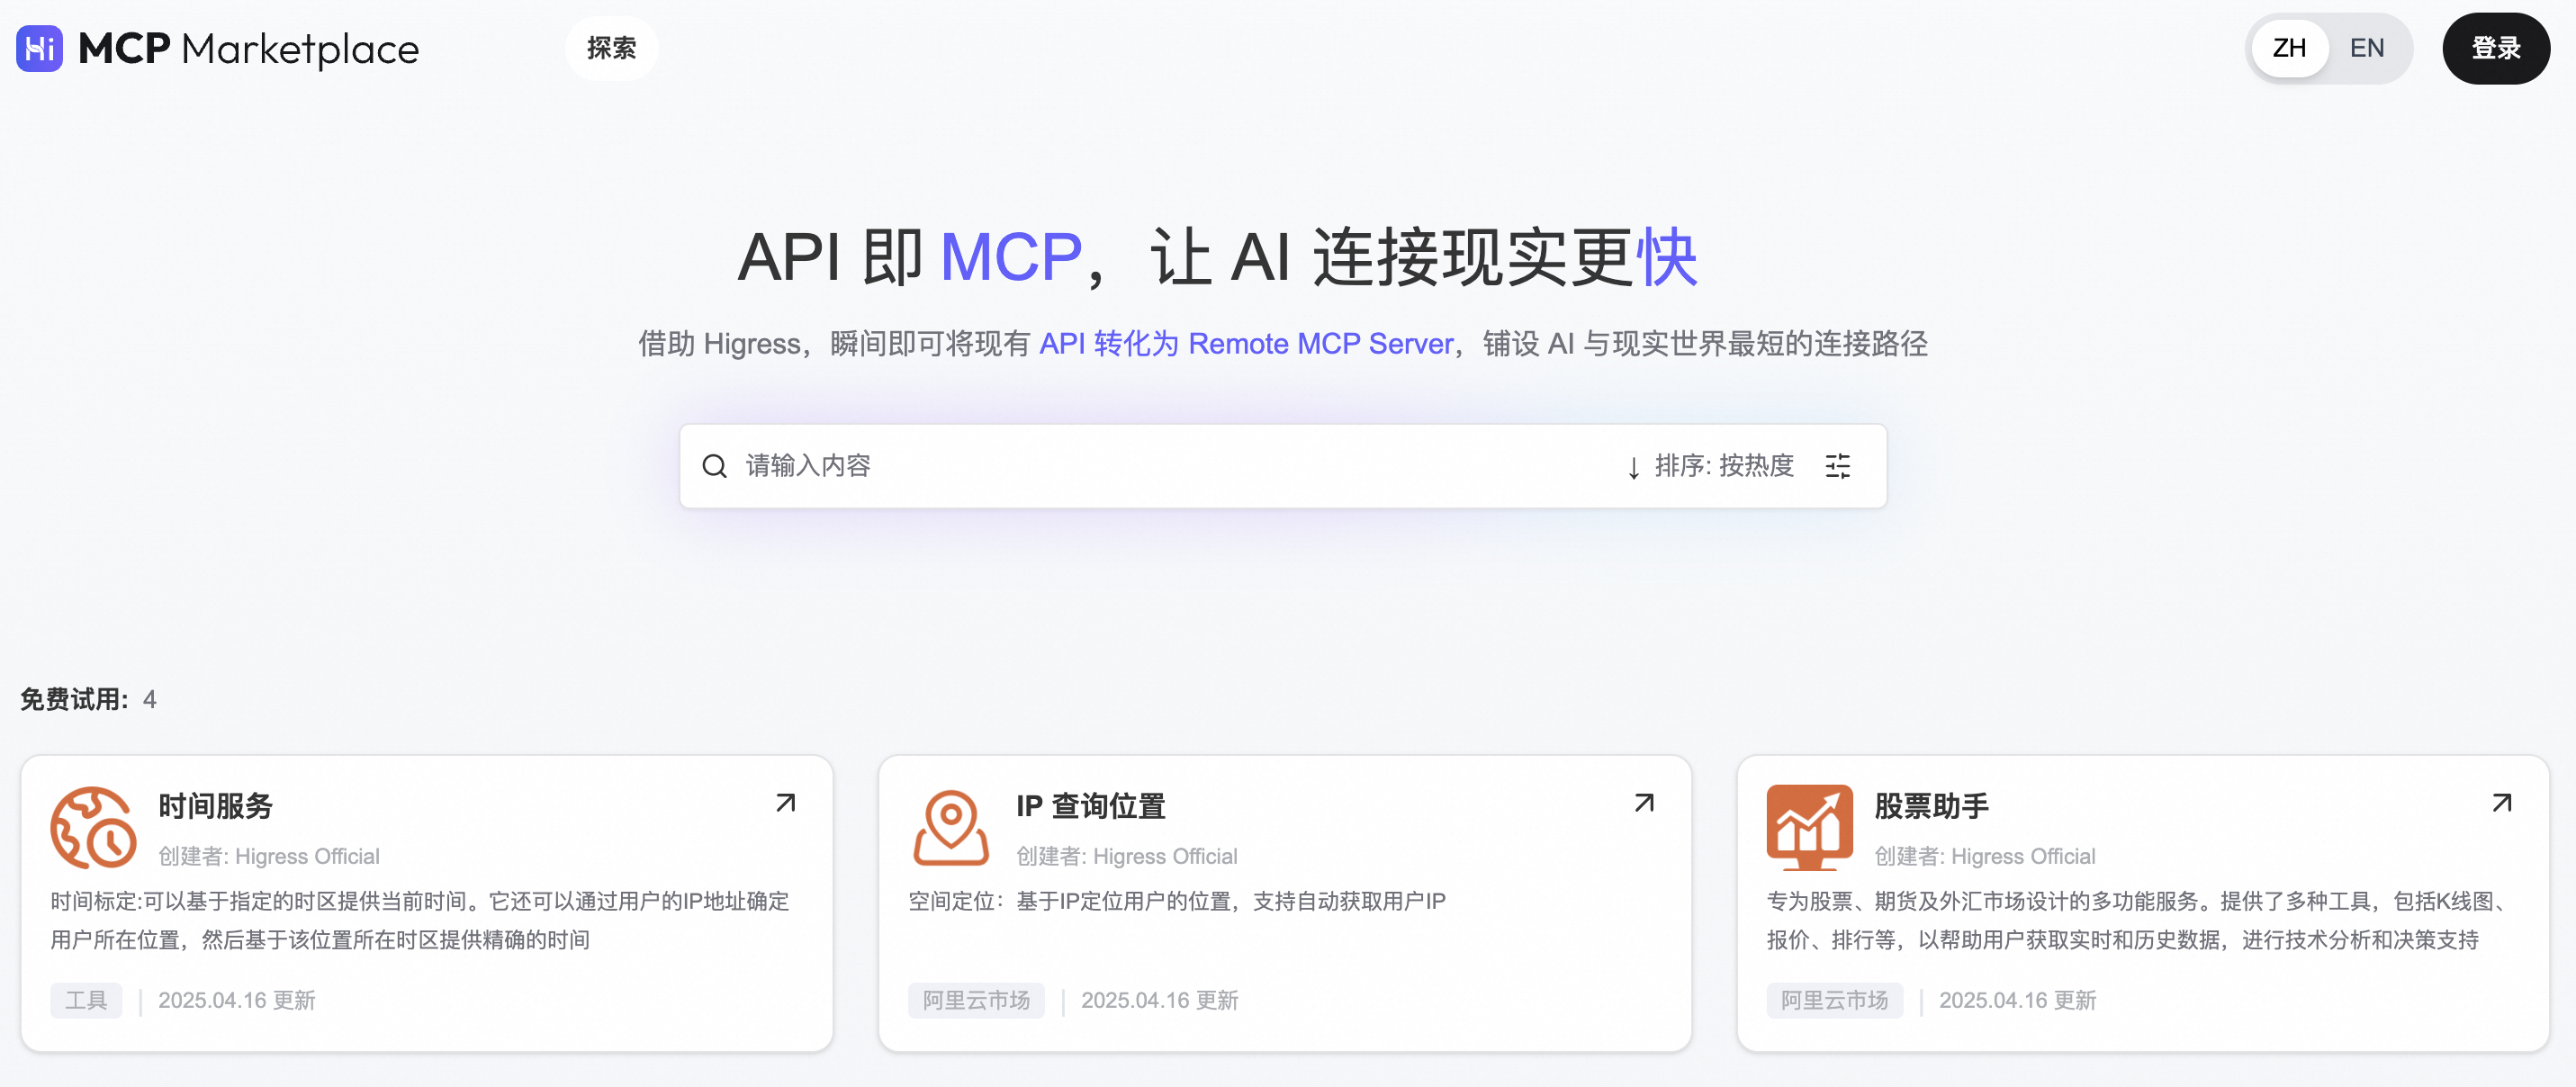 Hi MCP Marketplace
探索
ZH EN
登录
API 即 MCP，让 AI 连接现实更快
借助 Higress，瞬间即可将现有 API 转化为 Remote MCP Server，铺设 AI 与现实世界最短的连接路径
请输入内容
↓ 排序: 按热度
免费试用: 4
时间服务
创建者: Higress Official
时间标定:可以基于指定的时区提供当前时间。它还可以通过用户的IP地址确定
用户所在位置，然后基于该位置所在时区提供精确的时间
工具 | 2025.04.16 更新
IP 查询位置
创建者: Higress Official
空间定位：基于IP定位用户的位置，支持自动获取用户IP
阿里云市场 | 2025.04.16 更新
股票助手
创建者: Higress Official
专为股票、期货及外汇市场设计的多功能服务。提供了多种工具，包括K线图、
报价、排行等，以帮助用户获取实时和历史数据，进行技术分析和决策支持
阿里云市场 | 2025.04.16 更新